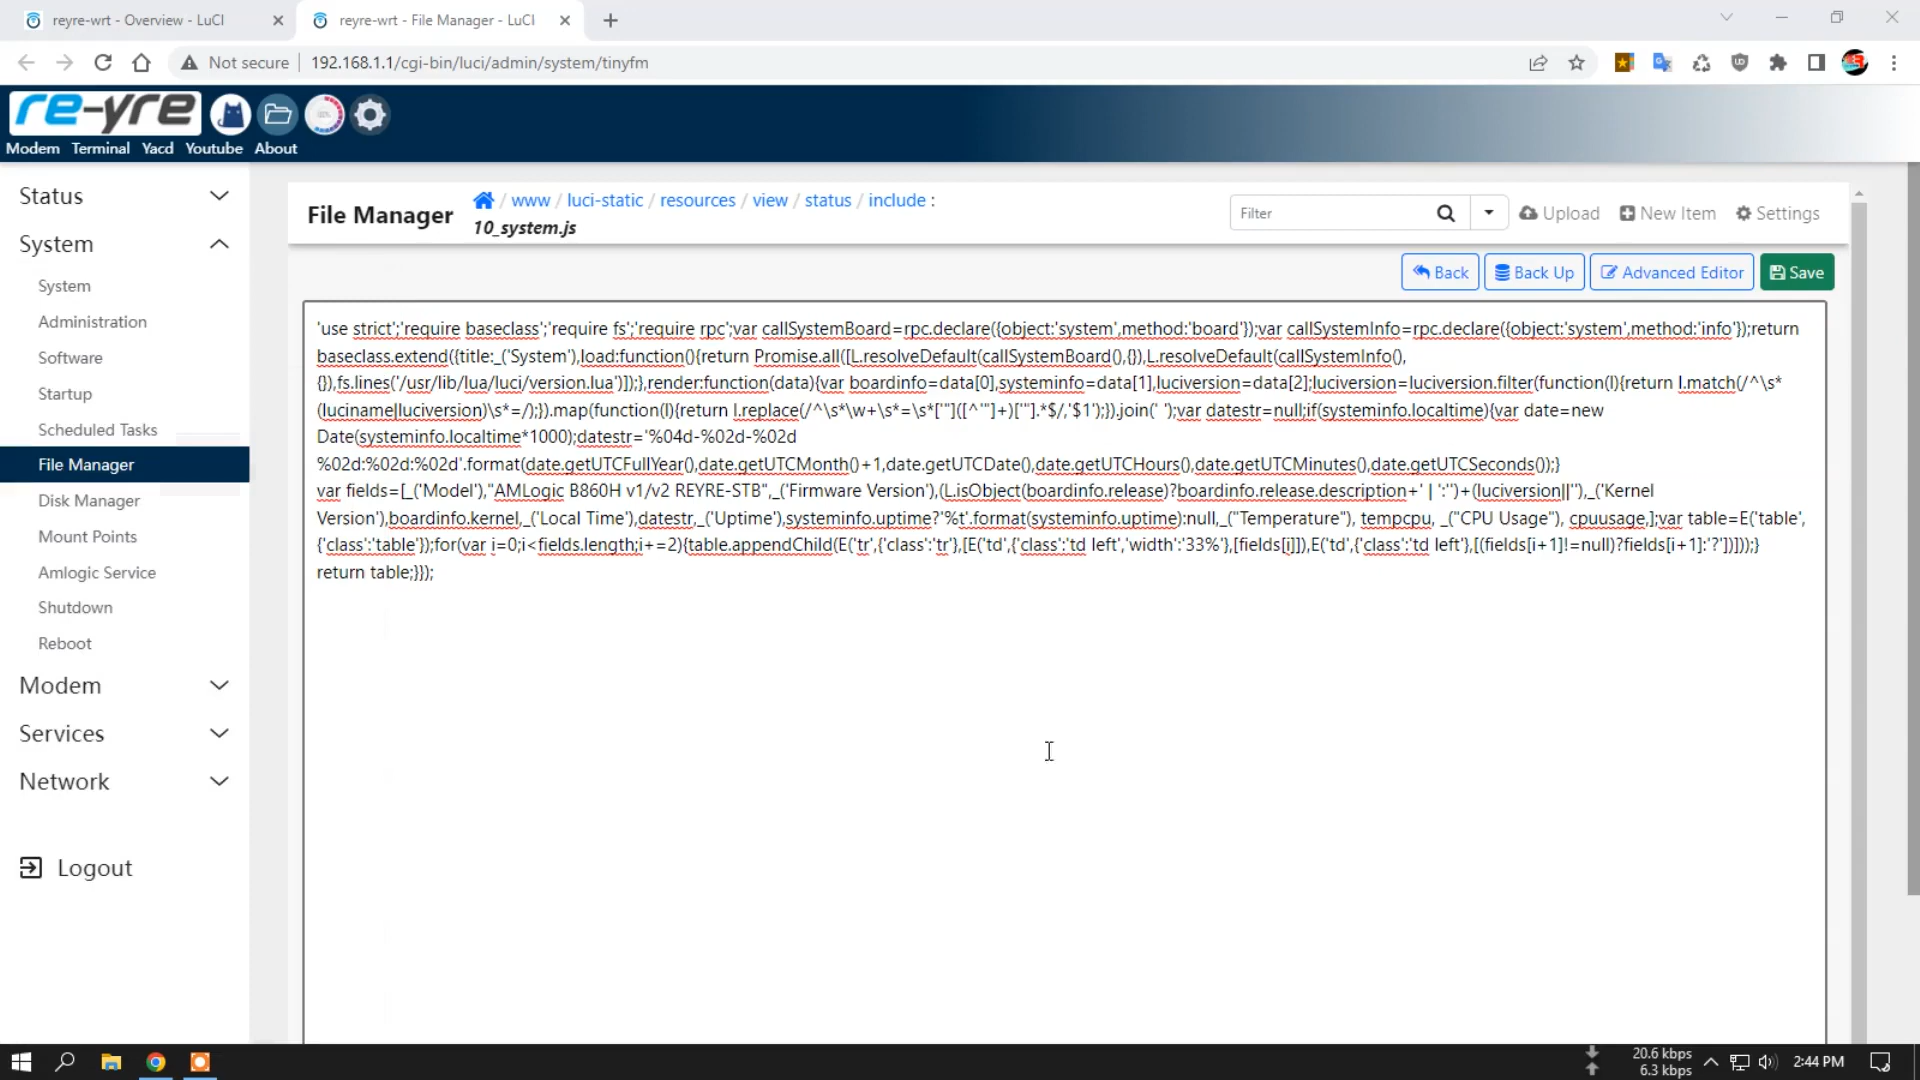 reyre-wrt - Overview - LuCI
reyre-wrt - File Manager - LuCI
Not secure
192.168.1.1/cgi-bin/luci/admin/system/tinyfm
re-yre
Modem Terminal Yacd Youtube About
Status
System
System
Administration
Software
Startup
Scheduled Tasks
File Manager
Disk Manager
Mount Points
Amlogic Service
Shutdown
Reboot
Modem
Services
Network
Logout
File Manager
/ www / luci-static / resources / view / status / include :
10_system.js
Filter
Upload
New Item
Settings
Back
Back Up
Advanced Editor
Save
'use strict';'require baseclass';'require fs';'require rpc';var callSystemBoard=rpc.declare({object:'system',method:'board'});var callSystemInfo=rpc.declare({object:'system',method:'info'});return
baseclass.extend({title:_('System'),load:function(){return Promise.all([L.resolveDefault(callSystemBoard(),{}),L.resolveDefault(callSystemInfo(),
{}),fs.lines('/usr/lib/lua/luci/version.lua')]);},render:function(data){var boardinfo=data[0],systeminfo=data[1],luciversion=data[2];luciversion=luciversion.filter(function(l){return l.match(/^\s*
(luciname|luciversion)\s*=/);}).map(function(l){return l.replace(/^\s*\w+\s*=\s*['"]([^'"]+)['"].*$/,'$1');}).join(' ');var datestr=null;if(systeminfo.localtime){var date=new
Date(systeminfo.localtime*1000);datestr='%04d-%02d-%02d
%02d:%02d:%02d'.format(date.getUTCFullYear(),date.getUTCMonth()+1,date.getUTCDate(),date.getUTCHours(),date.getUTCMinutes(),date.getUTCSeconds());}
var fields=[_('Model'),"AMLogic B860H v1/v2 REYRE-STB",_('Firmware Version'),(L.isObject(boardinfo.release)?boardinfo.release.description+' | ':'')+(luciversion||''),_('Kernel
Version'),boardinfo.kernel,_('Local Time'),datestr,_('Uptime'),systeminfo.uptime?'%t'.format(systeminfo.uptime):null,_("Temperature"), tempcpu, _("CPU Usage"), cpuusage,];var table=E('table',
{'class':'table'});for(var i=0;i<fields.length;i+=2){table.appendChild(E('tr',{'class':'tr'},[E('td',{'class':'td left','width':'33%'},[fields[i]]),E('td',{'class':'td left'},[(fields[i+1]!=null)?fields[i+1]:'?'])]));}
return table;}});
20.6 kbps
6.3 kbps
2:44 PM